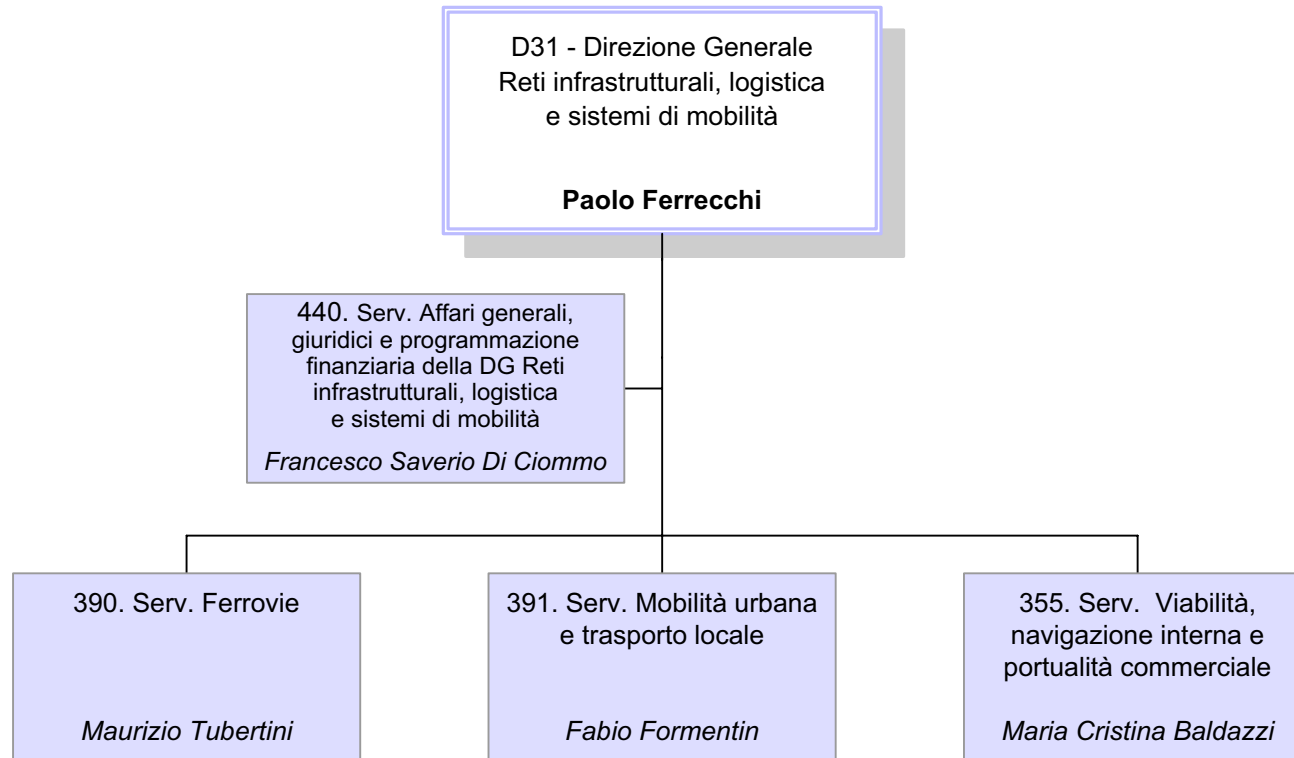 D31 - Direzione Generale
Reti infrastrutturali, logistica
e sistemi di mobilità
Paolo Ferrecchi
440. Serv. Affari generali,
giuridici e programmazione
finanziaria della DG Reti
infrastrutturali, logistica
e sistemi di mobilità
Francesco Saverio Di Ciommo
390. Serv. Ferrovie
Maurizio Tubertini
391. Serv. Mobilità urbana
e trasporto locale
Fabio Formentin
355. Serv. Viabilità,
navigazione interna e
portualità commerciale
Maria Cristina Baldazzi